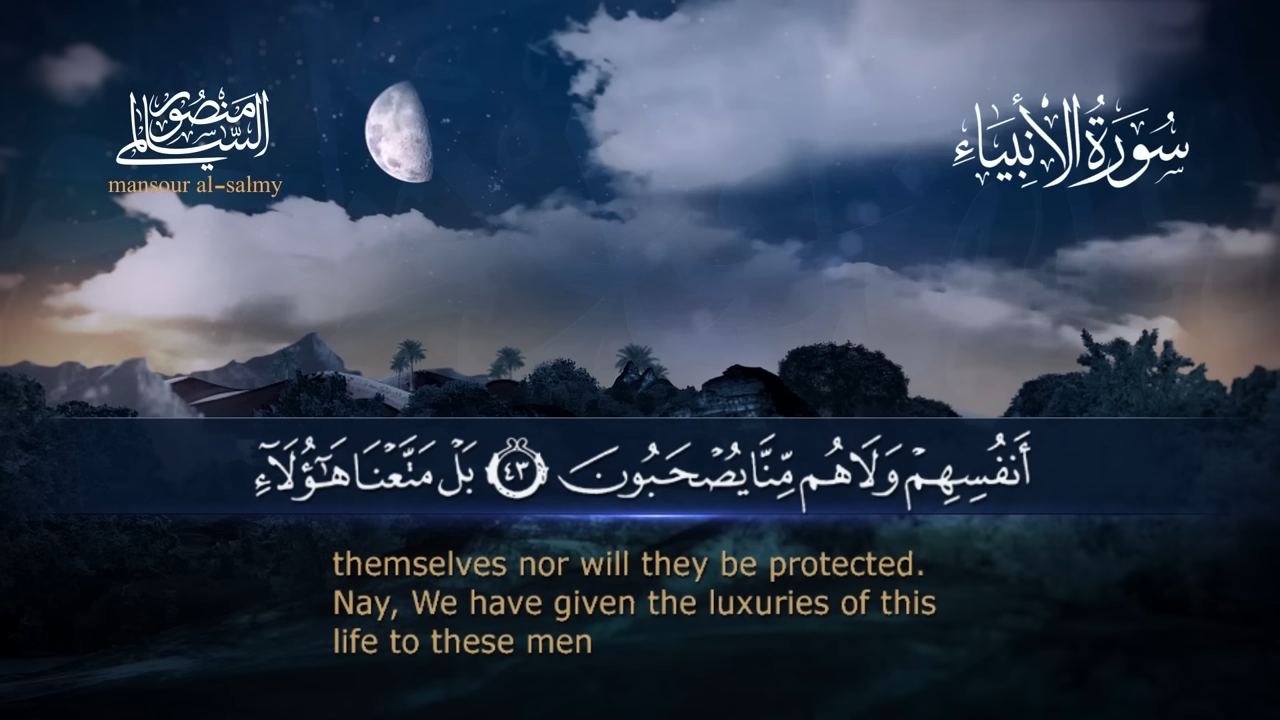 منصور السالمي
mansour al-salmy
سُورَةُ الأَنبِيَاء
أَنفُسِهِمْ وَلَا هُم مِّنَّا يُصْحَبُونَ ٤٣ بَلْ مَتَّعْنَا هَٰٓؤُلَآءِ
themselves nor will they be protected.
Nay, We have given the luxuries of this
life to these men